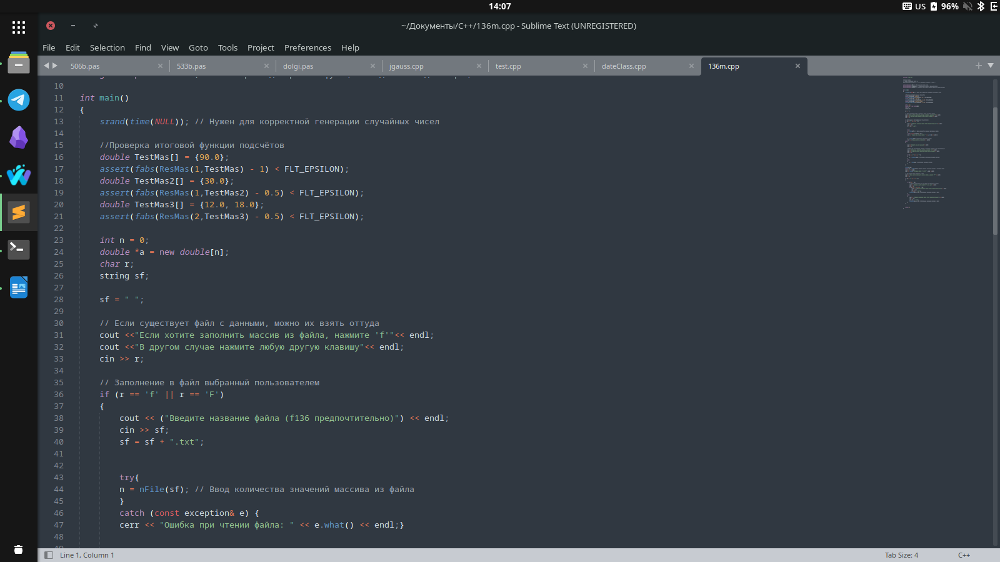 14:07
US 96%
~/Документы/C++/136m.cpp - Sublime Text (UNREGISTERED)
File Edit Selection Find View Goto Tools Project Preferences Help
506b.pas 533b.pas dolgi.pas jgauss.cpp test.cpp dateClass.cpp 136m.cpp
10
11 int main()
12 {
13 srand(time(NULL)); // Нужен для корректной генерации случайных чисел
14
15 //Проверка итоговой функции подсчётов
16 double TestMas[] = {90.0};
17 assert(fabs(ResMas(1,TestMas) - 1) < FLT_EPSILON);
18 double TestMas2[] = {30.0};
19 assert(fabs(ResMas(1,TestMas2) - 0.5) < FLT_EPSILON);
20 double TestMas3[] = {12.0, 18.0};
21 assert(fabs(ResMas(2,TestMas3) - 0.5) < FLT_EPSILON);
22
23 int n = 0;
24 double *a = new double[n];
25 char r;
26 string sf;
27
28 sf = " ";
29
30 // Если существует файл с данными, можно их взять оттуда
31 cout <<"Если хотите заполнить массив из файла, нажмите 'f'"<< endl;
32 cout <<"В другом случае нажмите любую другую клавишу"<< endl;
33 cin >> r;
34
35 // Заполнение в файл выбранный пользователем
36 if (r == 'f' || r == 'F')
37 {
38 cout << ("Введите название файла (f136 предпочтительно)") << endl;
39 cin >> sf;
40 sf = sf + ".txt";
41
42
43 try{
44 n = nFile(sf); // Ввод количества значений массива из файла
45 }
46 catch (const exception& e) {
47 cerr << "Ошибка при чтении файла: " << e.what() << endl;}
48
Line 1, Column 1 Tab Size: 4 C++